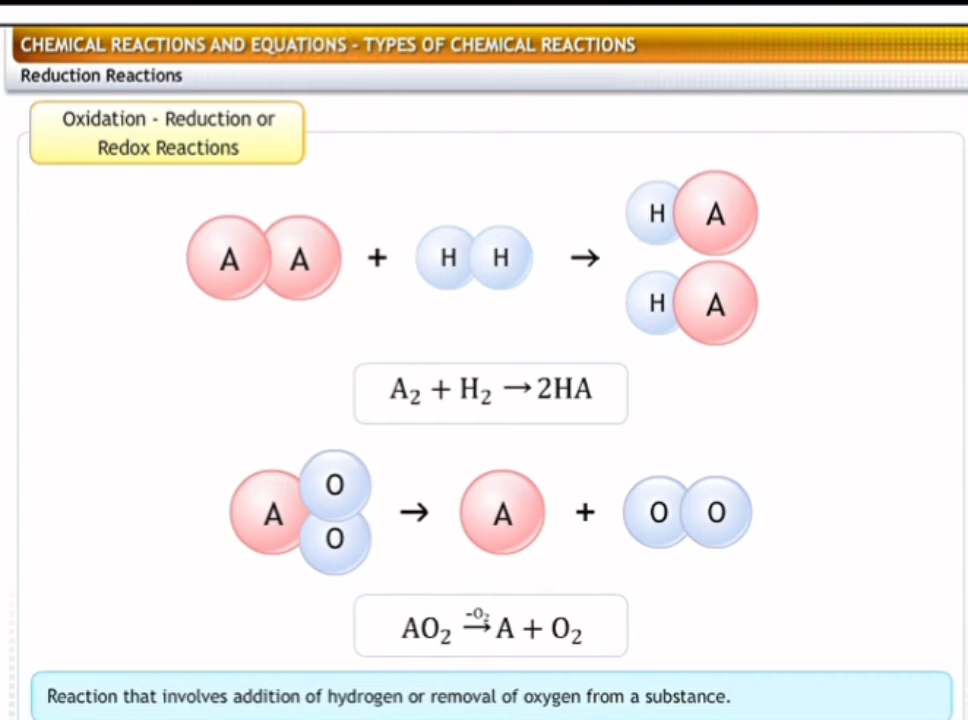 CHEMICAL REACTIONS AND EQUATIONS - TYPES OF CHEMICAL REACTIONS
Reduction Reactions
Oxidation - Reduction or
Redox Reactions
A A + H H → H A
H A
A₂ + H₂ → 2HA
A O O → A + O O
AO₂ -O₂→ A + O₂
Reaction that involves addition of hydrogen or removal of oxygen from a substance.